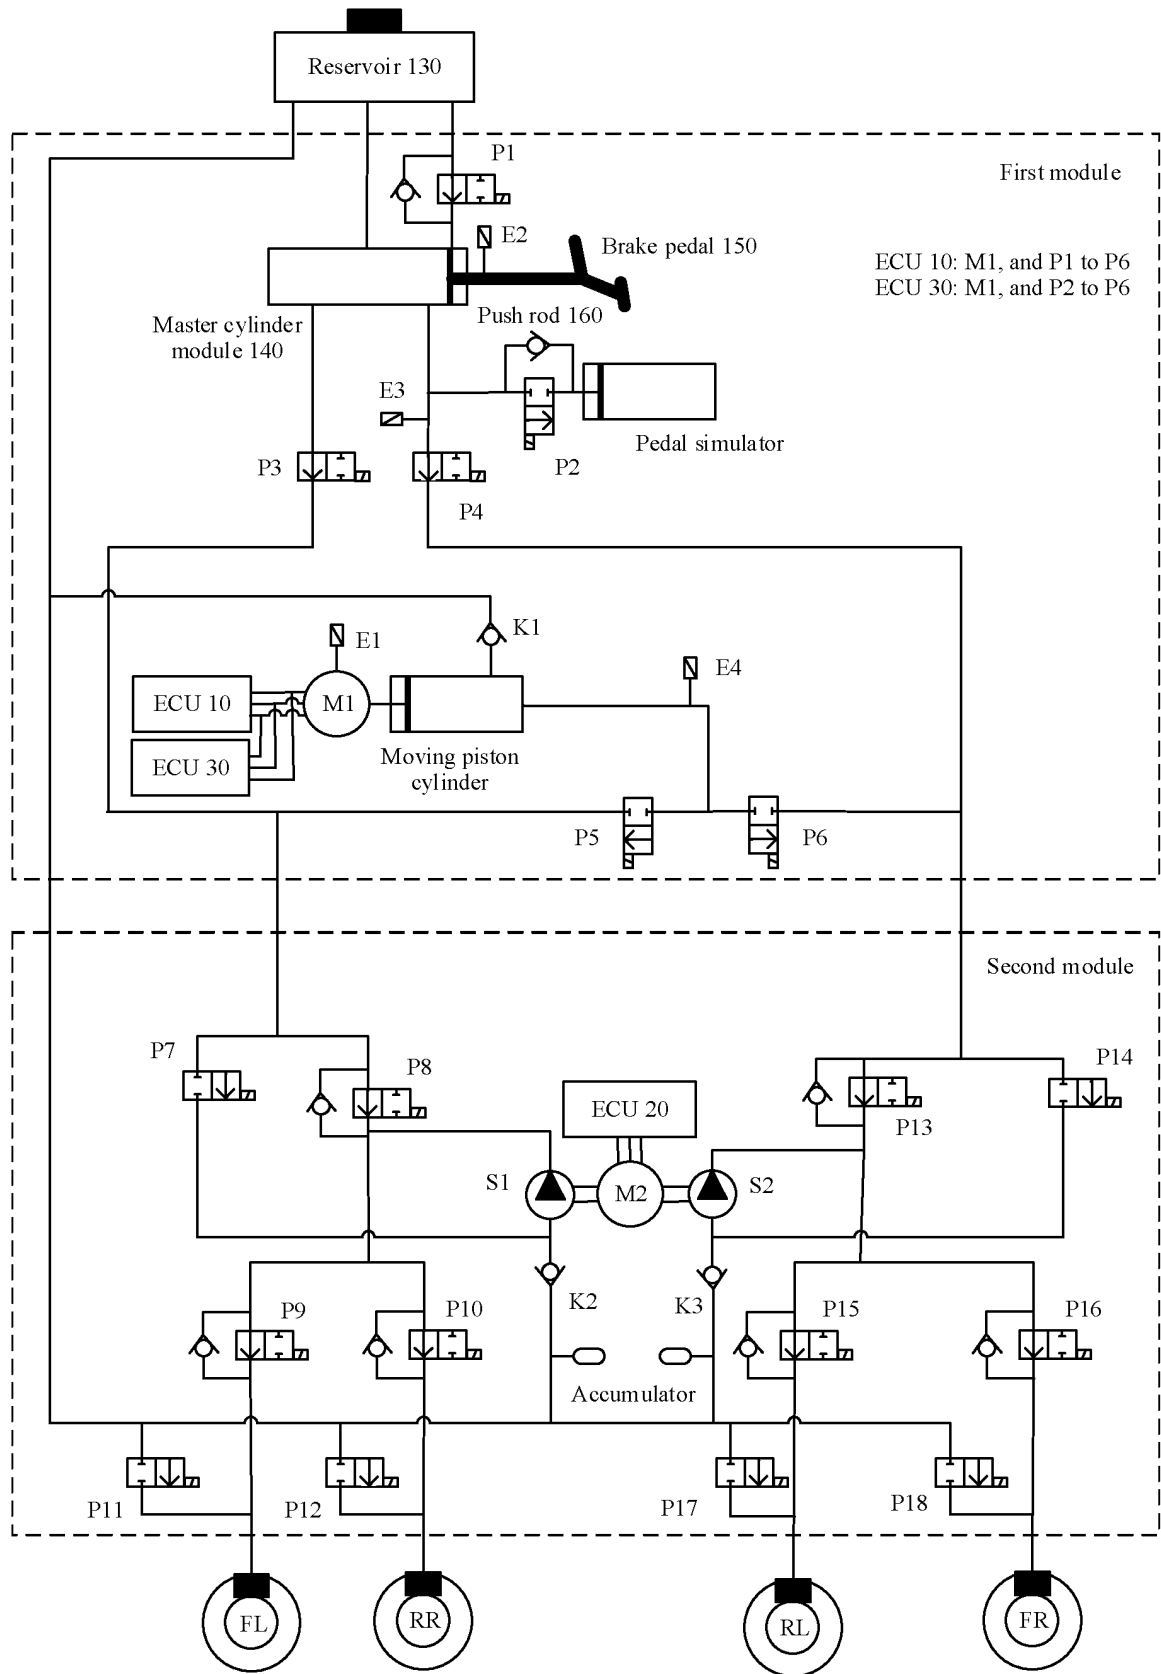 Reservoir 130
P1
First module
E2
Brake pedal 150
ECU 10: M1, and P1 to P6
ECU 30: M1, and P2 to P6
Push rod 160
Master cylinder
module 140
E3
Pedal simulator
P3
P2
P4
K1
E1
E4
ECU 10
M1
ECU 30
Moving piston
cylinder
P5
P6
Second module
P7
P8
P14
ECU 20
P13
S1
M2
S2
K2
K3
P9
P10
P15
P16
Accumulator
P11
P12
P17
P18
FL
RR
RL
FR